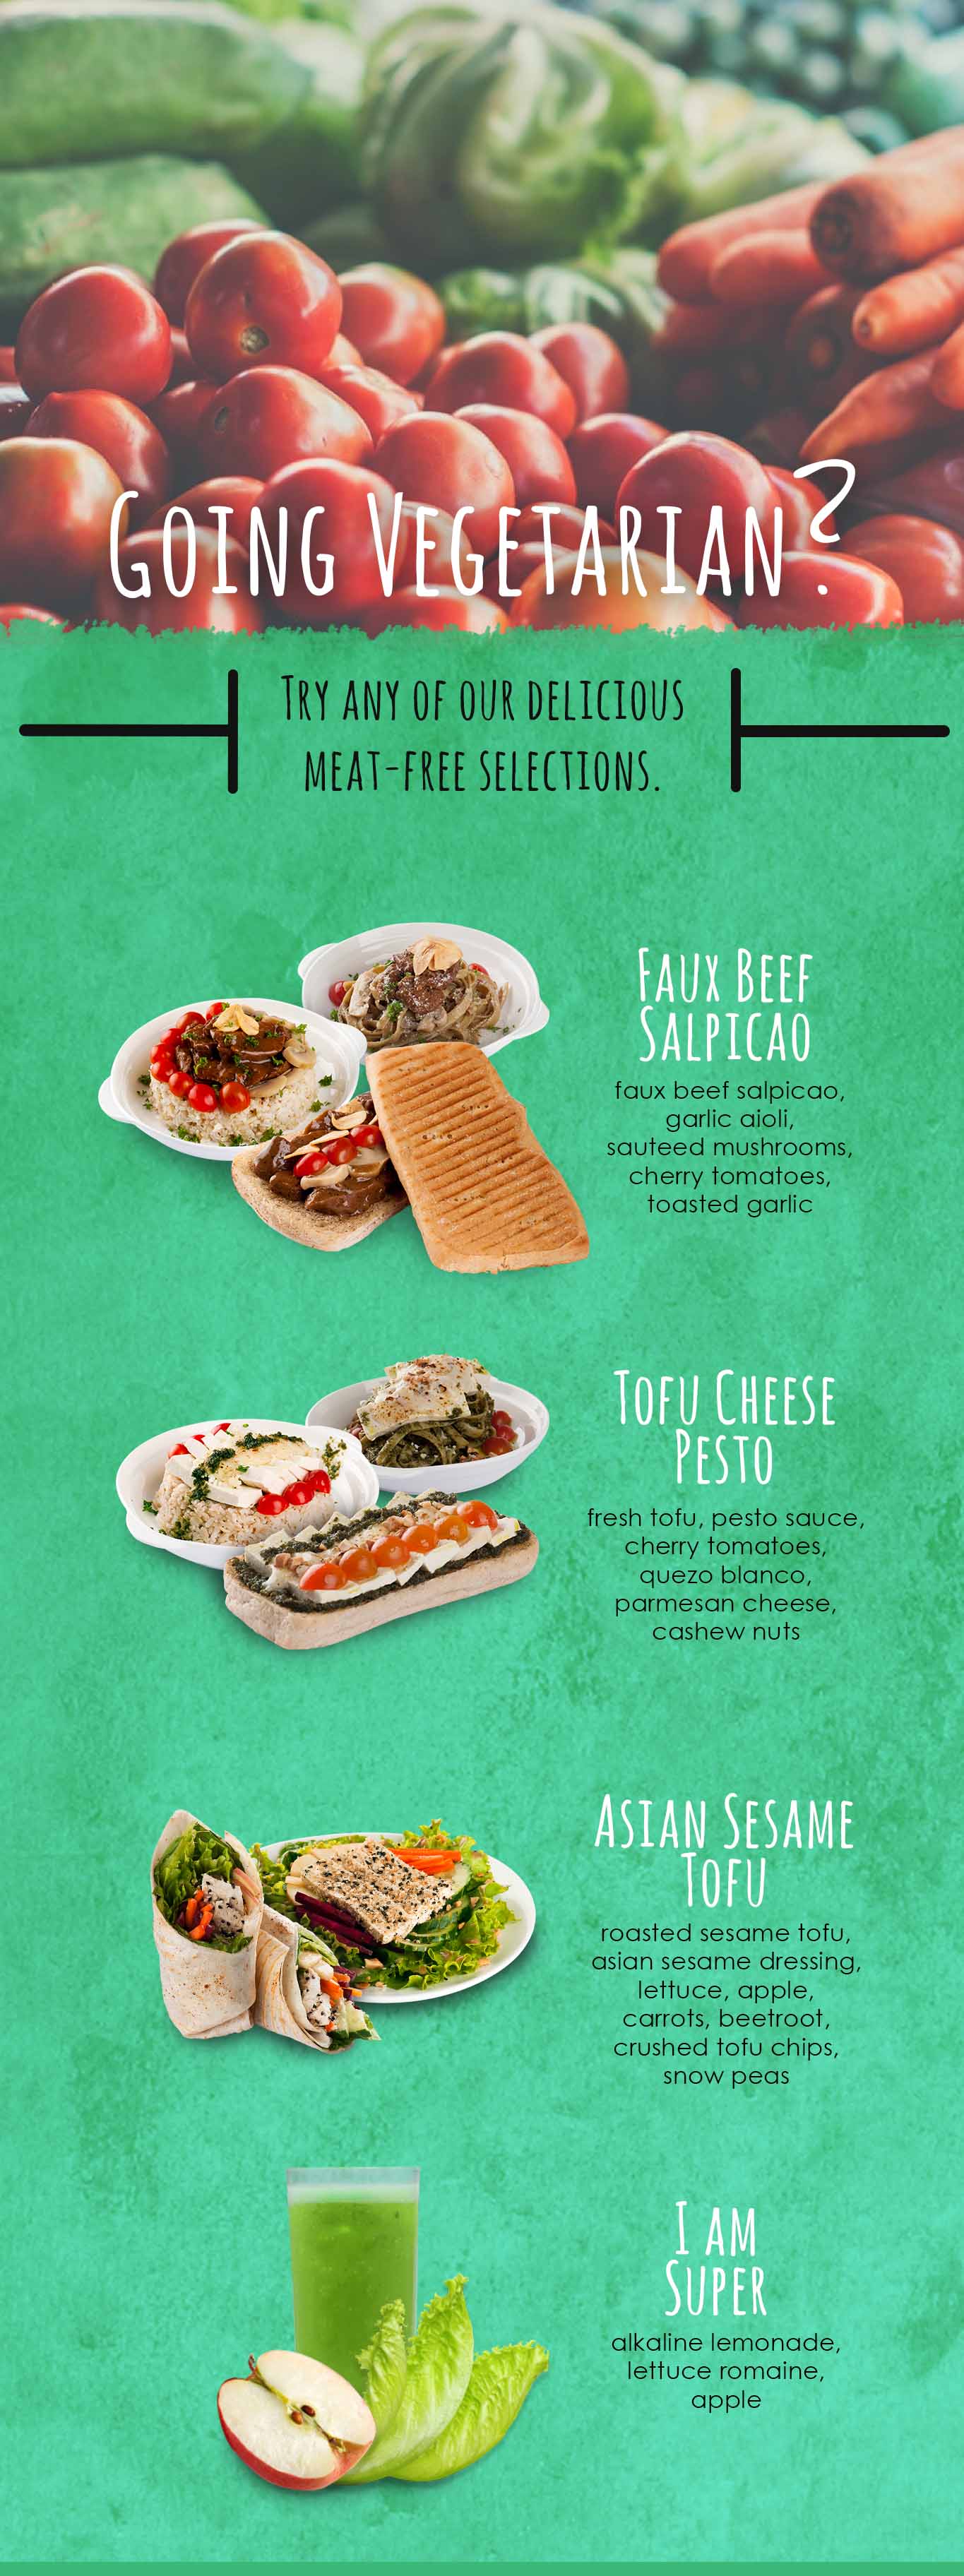 Going Vegetarian?
Try any of our delicious
meat-free selections.
Faux Beef
Salpicao
faux beef salpicao,
garlic aioli,
sauteed mushrooms,
cherry tomatoes,
toasted garlic
Tofu Cheese
Pesto
fresh tofu, pesto sauce,
cherry tomatoes,
quezo blanco,
parmesan cheese,
cashew nuts
Asian Sesame
Tofu
roasted sesame tofu,
asian sesame dressing,
lettuce, apple,
carrots, beetroot,
crushed tofu chips,
snow peas
I am
Super
alkaline lemonade,
lettuce romaine,
apple